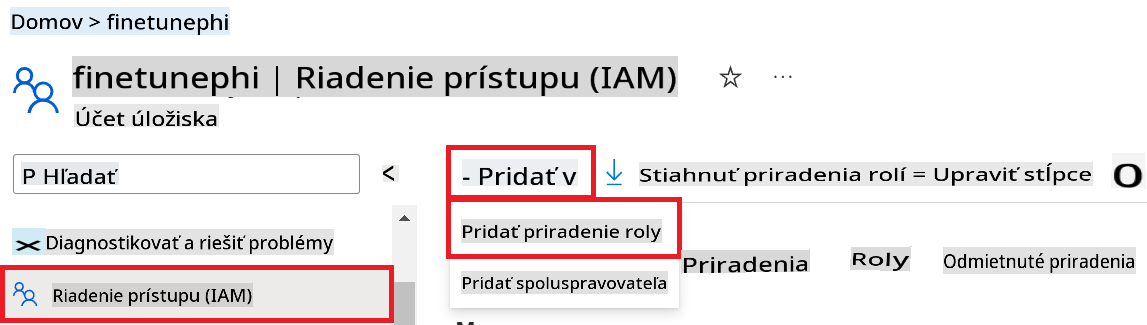 Domov > finetunephi
finetunephi | Riadenie prístupu (IAM)
Účet úložiska
P Hľadať
<
- Pridať v
Stiahnuť priradenia rolí = Upraviť stĺpce
O
Diagnostikovať a riešiť problémy
Riadenie prístupu (IAM)
Pridať priradenie roly
Pridať spoluspravovateľa
Priradenia
Roly
Odmietnuté priradenia